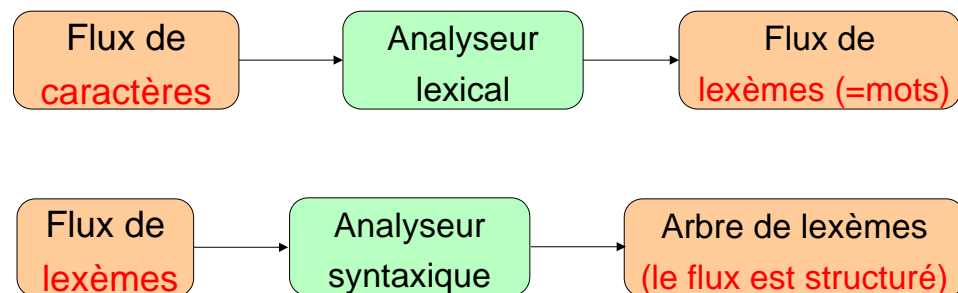 Flux de
caractères
Analyseur
lexical
Flux de
lexèmes (=mots)
Flux de
lexèmes
Analyseur
syntaxique
Arbre de lexèmes
(le flux est structuré)